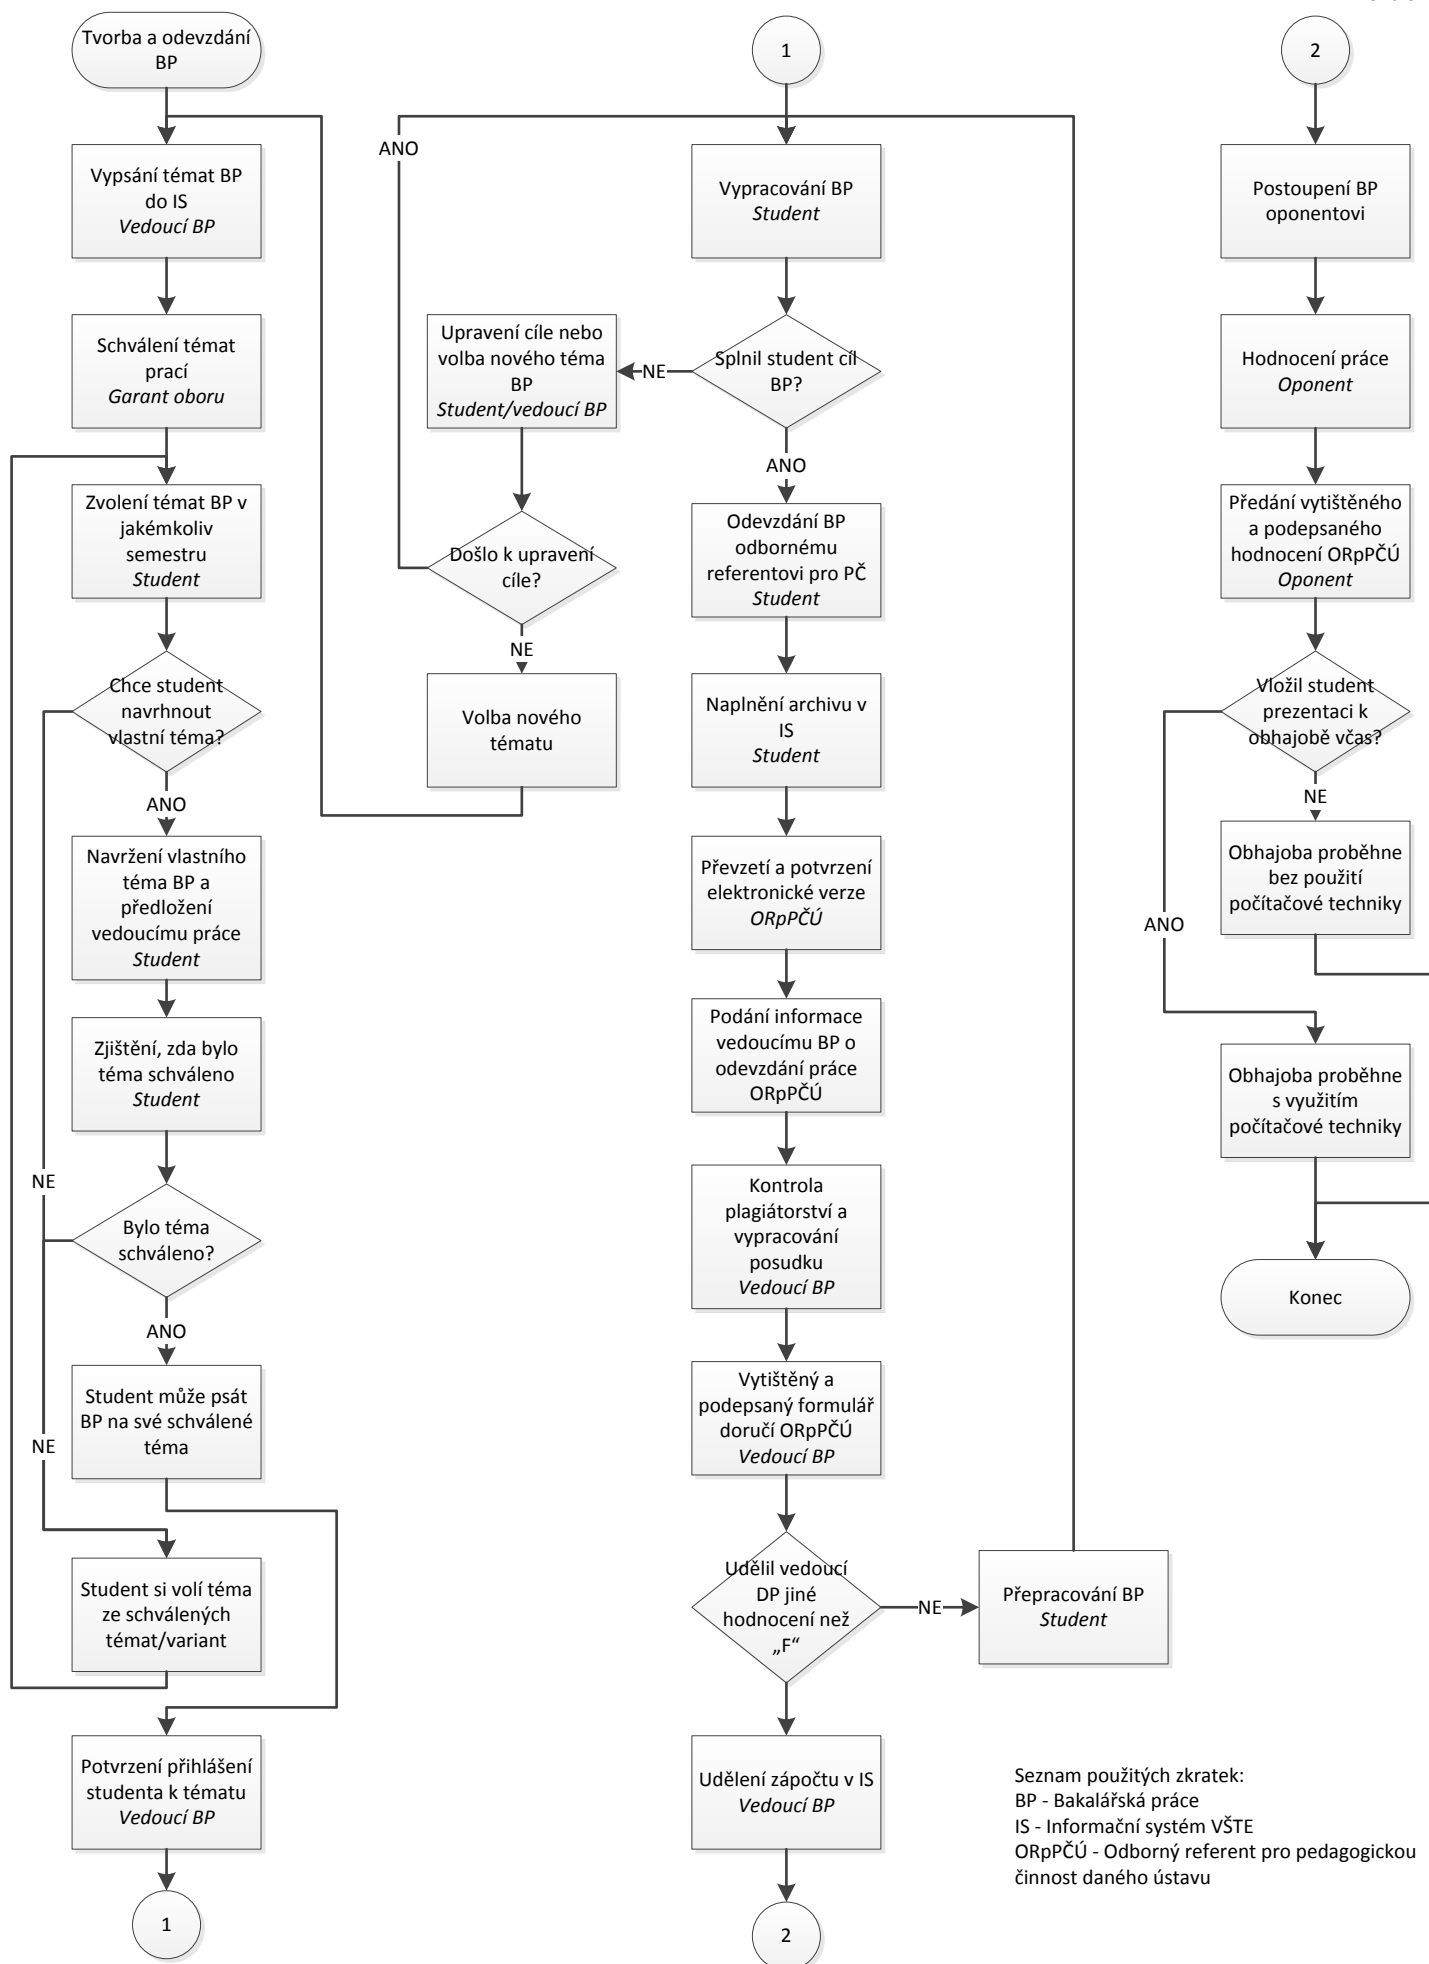 Tvorba a odevzdání
BP
Vypsání témat BP
do IS
Vedoucí BP
Schválení témat
prací
Garant oboru
Zvolení témat BP v
jakémkoliv
semestru
Student
Chce student
navrhnout
vlastní téma?
ANO
Navržení vlastního
téma BP a
předložení
vedoucímu práce
Student
Zjištění, zda bylo
téma schváleno
Student
NE
Bylo téma
schváleno?
ANO
Student může psát
BP na své schválené
téma
NE
Student si volí téma
ze schválených
témat/variant
Potvrzení přihlášení
studenta k tématu
Vedoucí BP
1
1
ANO
Vypracování BP
Student
Splnil student cíl
BP?
NE
Upravení cíle nebo
volba nového téma
BP
Student/vedoucí BP
ANO
Došlo k upravení
cíle?
NE
Volba nového
tématu
Odevzdání BP
odbornému
referentovi pro PČ
Student
Naplnění archivu v
IS
Student
Převzetí a potvrzení
elektronické verze
ORpPČÚ
Podání informace
vedoucímu BP o
odevzdání práce
ORpPČÚ
Kontrola
plagiátorství a
vypracování
posudku
Vedoucí BP
Vytištěný a
podepsaný formulář
doručí ORpPČÚ
Vedoucí BP
Udělil vedoucí
DP jiné
hodnocení než
„F“
NE
Přepracování BP
Student
Udělení zápočtu v IS
Vedoucí BP
2
2
Postoupení BP
oponentovi
Hodnocení práce
Oponent
Předání vytištěného
a podepsaného
hodnocení ORpPČÚ
Oponent
Vložil student
prezentaci k
obhajobě včas?
NE
Obhajoba proběhne
bez použití
počítačové techniky
ANO
Obhajoba proběhne
s využitím
počítačové techniky
Konec
Seznam použitých zkratek:
BP - Bakalářská práce
IS - Informační systém VŠTE
ORpPČÚ - Odborný referent pro pedagogickou
činnost daného ústavu